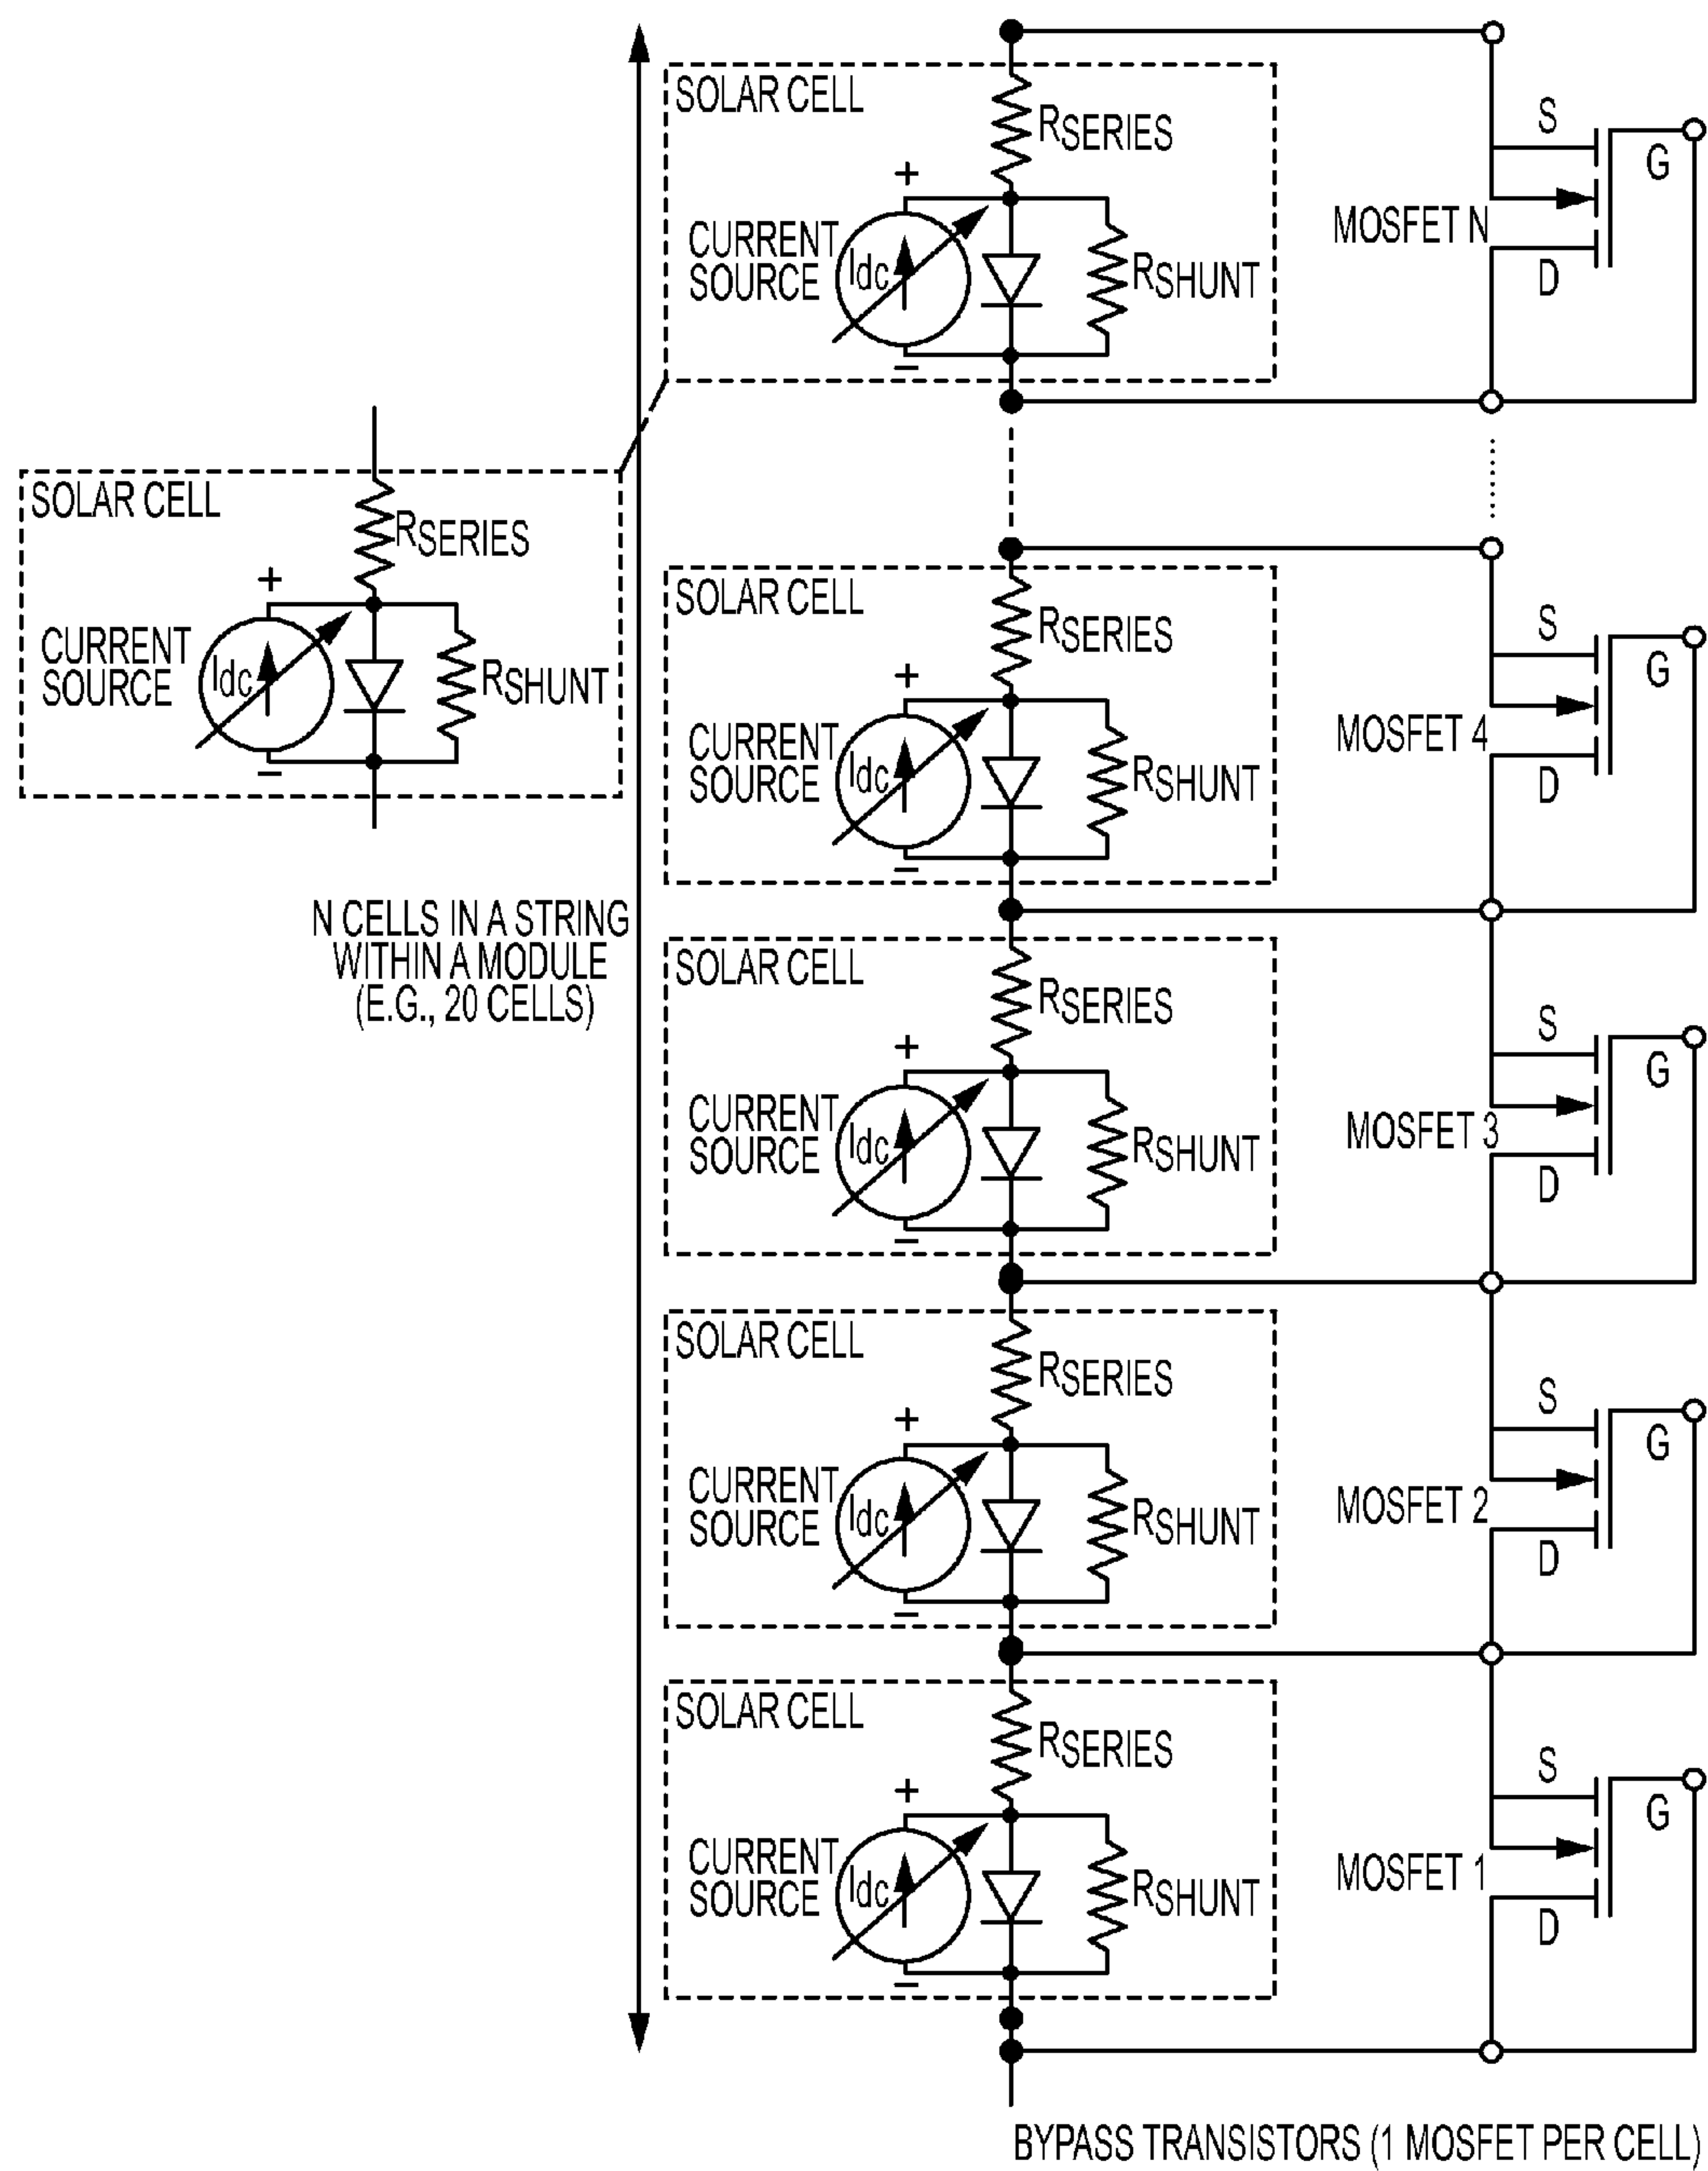 SOLAR CELL
RSERIES
+
CURRENT
SOURCE
Idc
RSHUNT
−
S
G
MOSFET N
D
SOLAR CELL
RSERIES
+
CURRENT
SOURCE
Idc
RSHUNT
−
SOLAR CELL
RSERIES
+
CURRENT
SOURCE
Idc
RSHUNT
−
S
G
MOSFET 4
D
N CELLS IN A STRING
WITHIN A MODULE
(E.G., 20 CELLS)
SOLAR CELL
RSERIES
+
CURRENT
SOURCE
Idc
RSHUNT
−
S
G
MOSFET 3
D
SOLAR CELL
RSERIES
+
CURRENT
SOURCE
Idc
RSHUNT
−
S
G
MOSFET 2
D
SOLAR CELL
RSERIES
+
CURRENT
SOURCE
Idc
RSHUNT
−
S
G
MOSFET 1
D
BYPASS TRANSISTORS (1 MOSFET PER CELL)